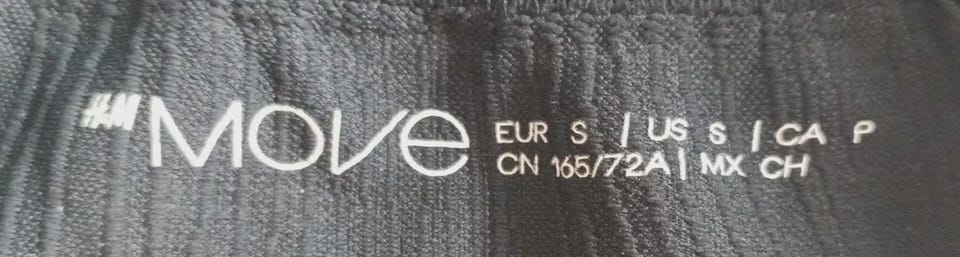 H&M MOVE
EUR S / US S / CA P
CN 165/72A | MX CH